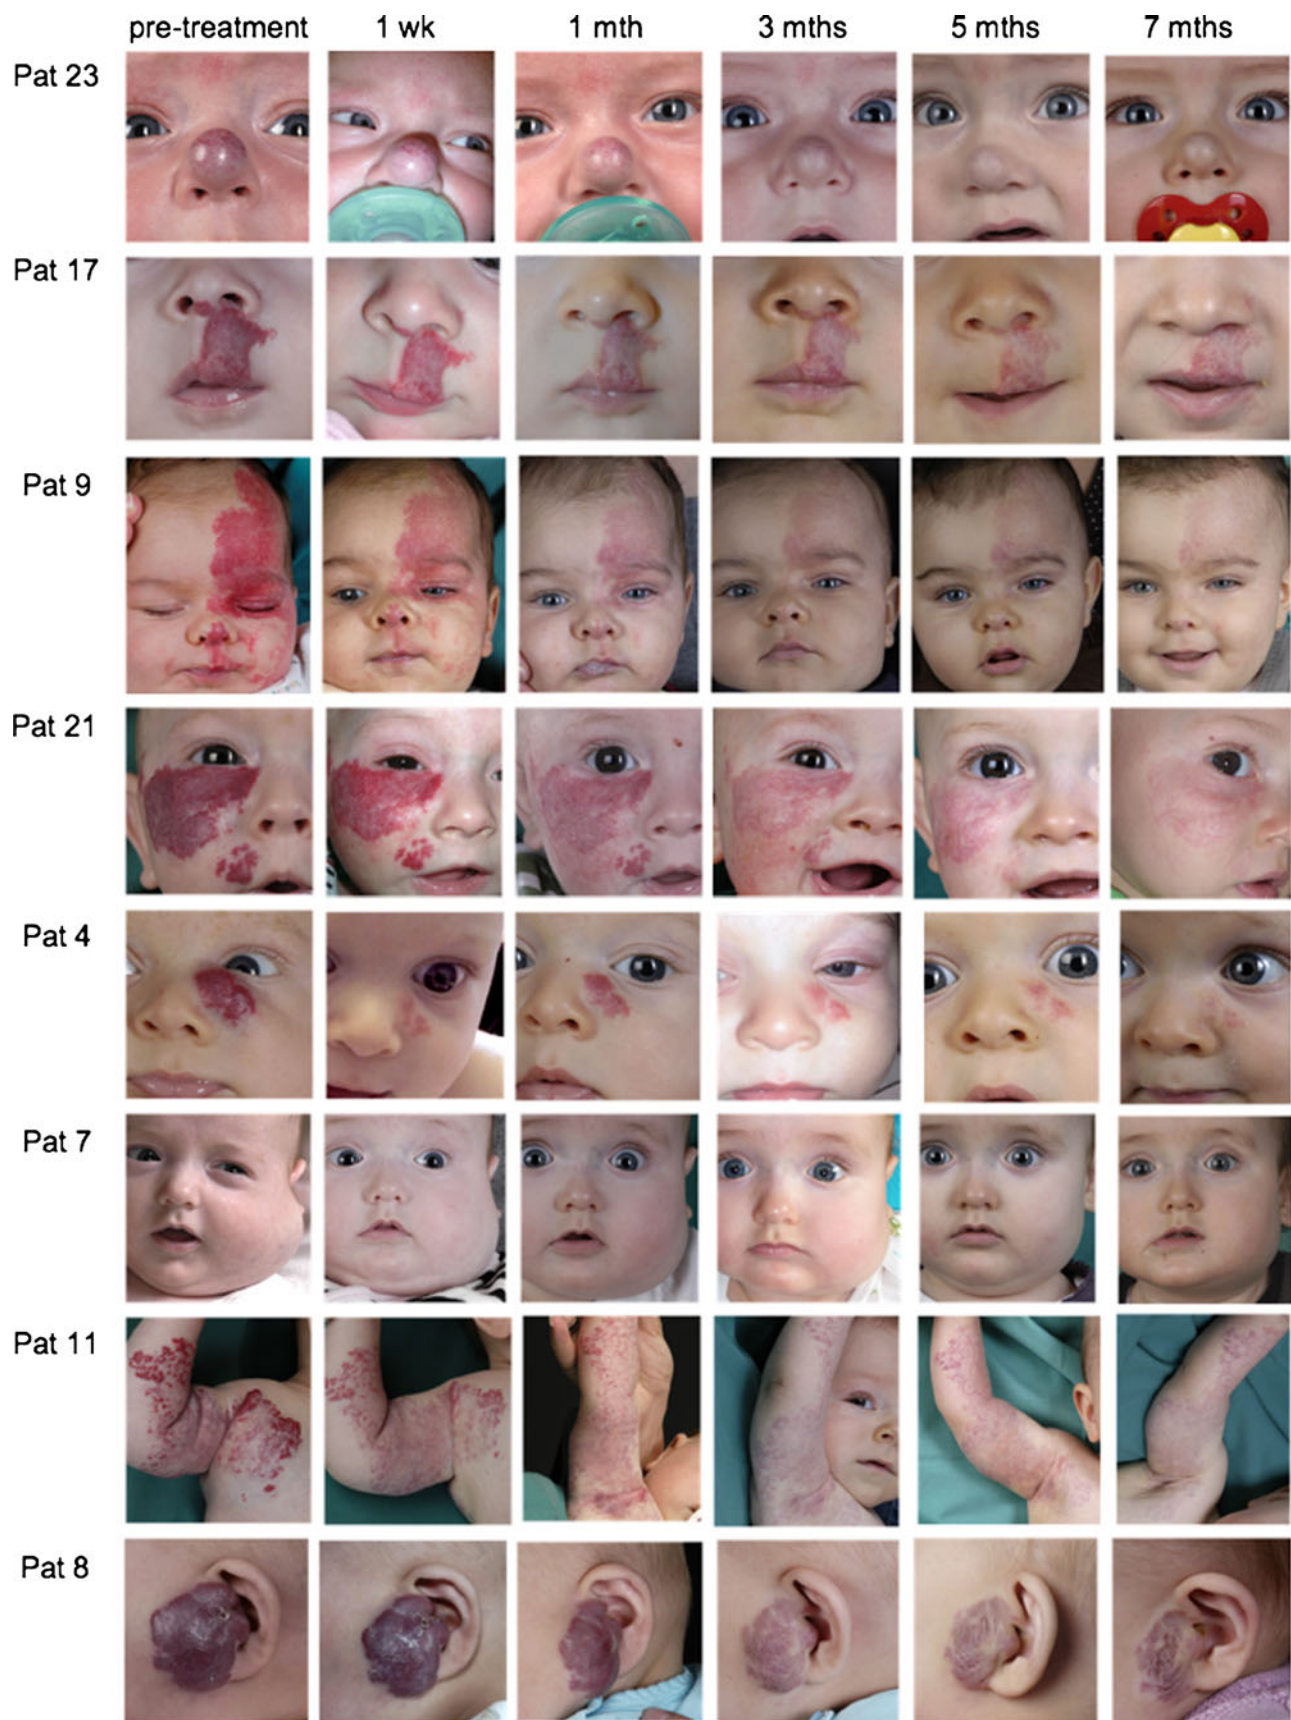 pre-treatment 1 wk 1 mth 3 mths 5 mths 7 mths
Pat 23
Pat 17
Pat 9
Pat 21
Pat 4
Pat 7
Pat 11
Pat 8